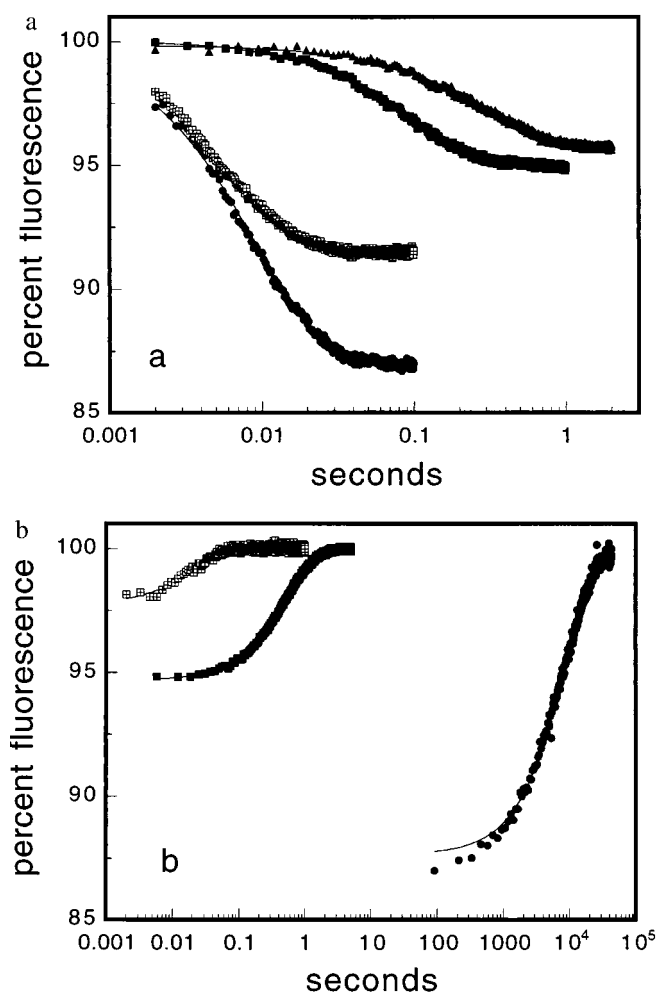 a
100
95
90
85
percent fluorescence
a
0.001 0.01 0.1 1
seconds
b
100
95
90
85
percent fluorescence
b
0.001 0.01 0.1 1 10 100 1000 10⁴ 10⁵
seconds